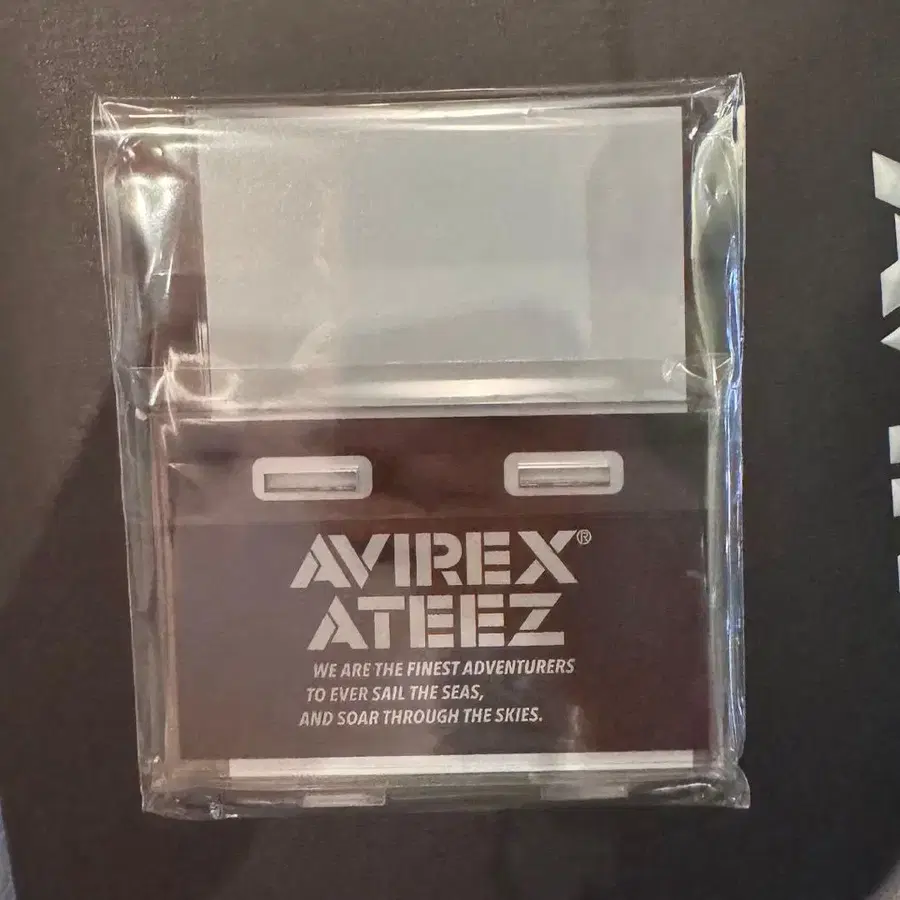 AVIREX®
ATEEZ
WE ARE THE FINEST ADVENTURERS
TO EVER SAIL THE SEAS,
AND SOAR THROUGH THE SKIES.